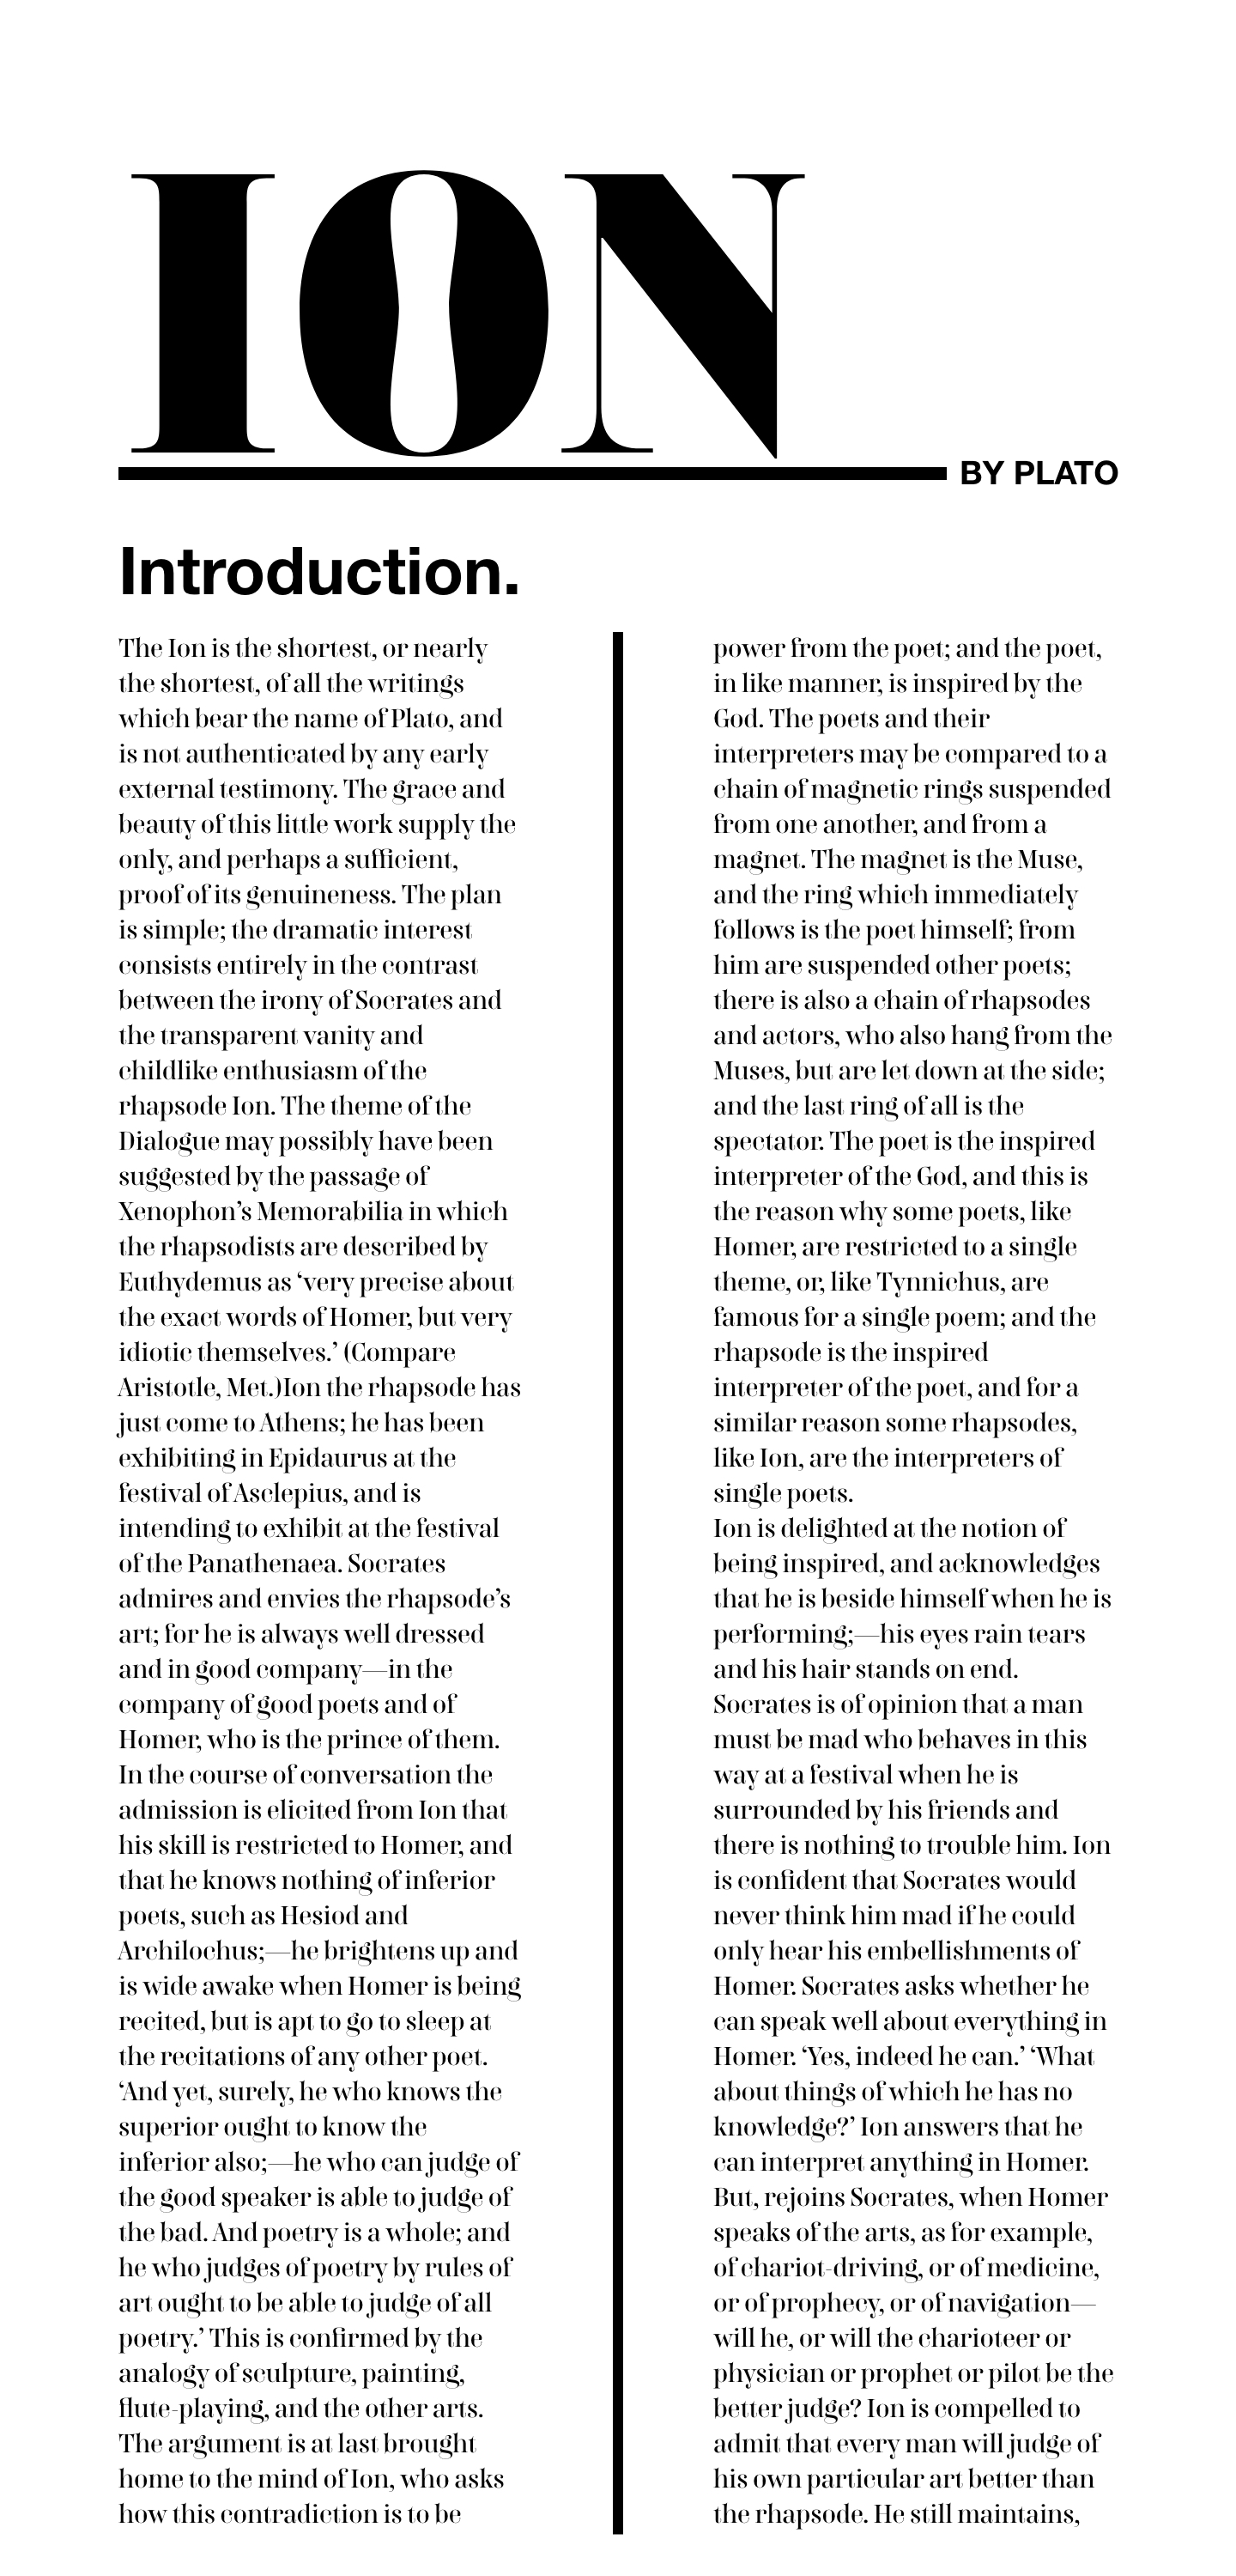 ION
BY PLATO
Introduction.
The Ion is the shortest, or nearly
the shortest, of all the writings
which bear the name of Plato, and
is not authenticated by any early
external testimony. The grace and
beauty of this little work supply the
only, and perhaps a sufficient,
proof of its genuineness. The plan
is simple; the dramatic interest
consists entirely in the contrast
between the irony of Socrates and
the transparent vanity and
childlike enthusiasm of the
rhapsode Ion. The theme of the
Dialogue may possibly have been
suggested by the passage of
Xenophon’s Memorabilia in which
the rhapsodists are described by
Euthydemus as ‘very precise about
the exact words of Homer, but very
idiotic themselves.’ (Compare
Aristotle, Met.)Ion the rhapsode has
just come to Athens; he has been
exhibiting in Epidaurus at the
festival of Asclepius, and is
intending to exhibit at the festival
of the Panathenaea. Socrates
admires and envies the rhapsode’s
art; for he is always well dressed
and in good company—in the
company of good poets and of
Homer, who is the prince of them.
In the course of conversation the
admission is elicited from Ion that
his skill is restricted to Homer, and
that he knows nothing of inferior
poets, such as Hesiod and
Archilochus;—he brightens up and
is wide awake when Homer is being
recited, but is apt to go to sleep at
the recitations of any other poet.
‘And yet, surely, he who knows the
superior ought to know the
inferior also;—he who can judge of
the good speaker is able to judge of
the bad. And poetry is a whole; and
he who judges of poetry by rules of
art ought to be able to judge of all
poetry.’ This is confirmed by the
analogy of sculpture, painting,
flute-playing, and the other arts.
The argument is at last brought
home to the mind of Ion, who asks
how this contradiction is to be
power from the poet; and the poet,
in like manner, is inspired by the
God. The poets and their
interpreters may be compared to a
chain of magnetic rings suspended
from one another, and from a
magnet. The magnet is the Muse,
and the ring which immediately
follows is the poet himself; from
him are suspended other poets;
there is also a chain of rhapsodes
and actors, who also hang from the
Muses, but are let down at the side;
and the last ring of all is the
spectator. The poet is the inspired
interpreter of the God, and this is
the reason why some poets, like
Homer, are restricted to a single
theme, or, like Tynnichus, are
famous for a single poem; and the
rhapsode is the inspired
interpreter of the poet, and for a
similar reason some rhapsodes,
like Ion, are the interpreters of
single poets.
Ion is delighted at the notion of
being inspired, and acknowledges
that he is beside himself when he is
performing;—his eyes rain tears
and his hair stands on end.
Socrates is of opinion that a man
must be mad who behaves in this
way at a festival when he is
surrounded by his friends and
there is nothing to trouble him. Ion
is confident that Socrates would
never think him mad if he could
only hear his embellishments of
Homer. Socrates asks whether he
can speak well about everything in
Homer. ‘Yes, indeed he can.’ ‘What
about things of which he has no
knowledge?’ Ion answers that he
can interpret anything in Homer.
But, rejoins Socrates, when Homer
speaks of the arts, as for example,
of chariot-driving, or of medicine,
or of prophecy, or of navigation—
will he, or will the charioteer or
physician or prophet or pilot be the
better judge? Ion is compelled to
admit that every man will judge of
his own particular art better than
the rhapsode. He still maintains,